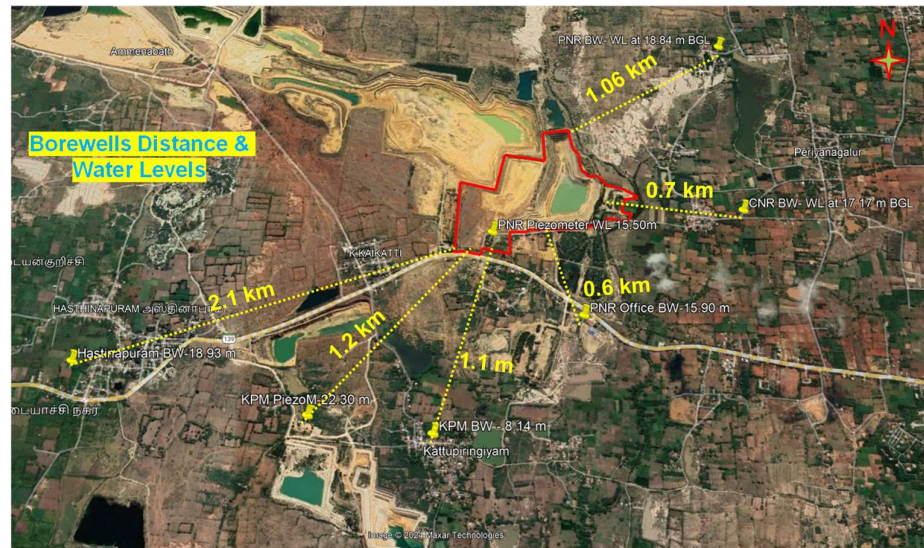 N
PNR BW- WL at 18 84 m BGL
Ammenabath
1.06 km
Borewells Distance &
Water Levels
Periyanagalur
0.7 km
CNR BW- WL at 17 17 m BGL
PNR Piezometer WL 15.50m
K.KAIKATTI
2.1 km
0.6 km
HASTHINAPURAM
PNR Office BW-15.90
1.2 km
139
Hastinapuram BW-18 93 m
1.1 m
KPM PiezoM-22.30 m
KPM BW - 8.14 m
Kattupiringiyam
Image © 2024 Maxar Technologies